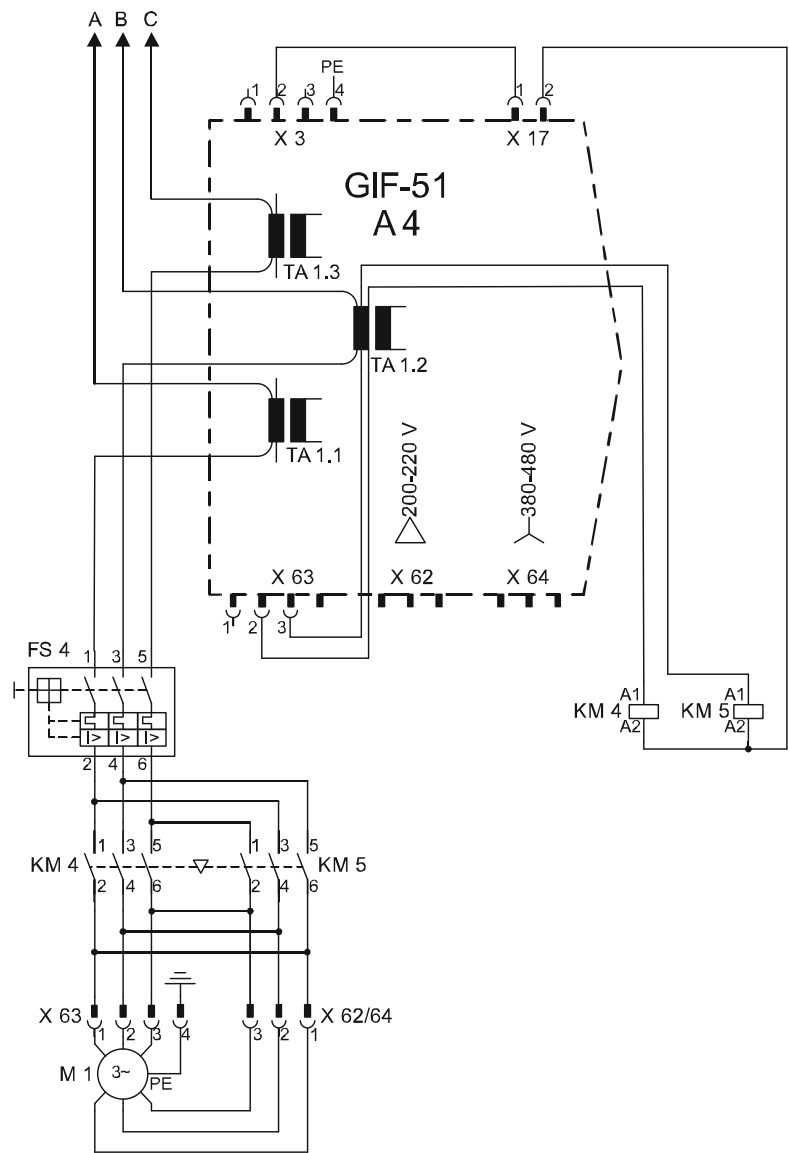 A B C
PE
1 2 3 4 1 2
X 3 X 17
GIF-51
A 4
TA 1.3
TA 1.2
TA 1.1
200-220 V
380-480 V
X 63 X 62 X 64
1 2 3
FS 4 1 3 5
I> I> I>
2 4 6
KM 4 A1 A2
KM 5 A1 A2
1 3 5 1 3 5
KM 4 KM 5
2 4 6 2 4 6
X 63 X 62/64
1 2 3 4 3 2 1
M 1 3~ PE